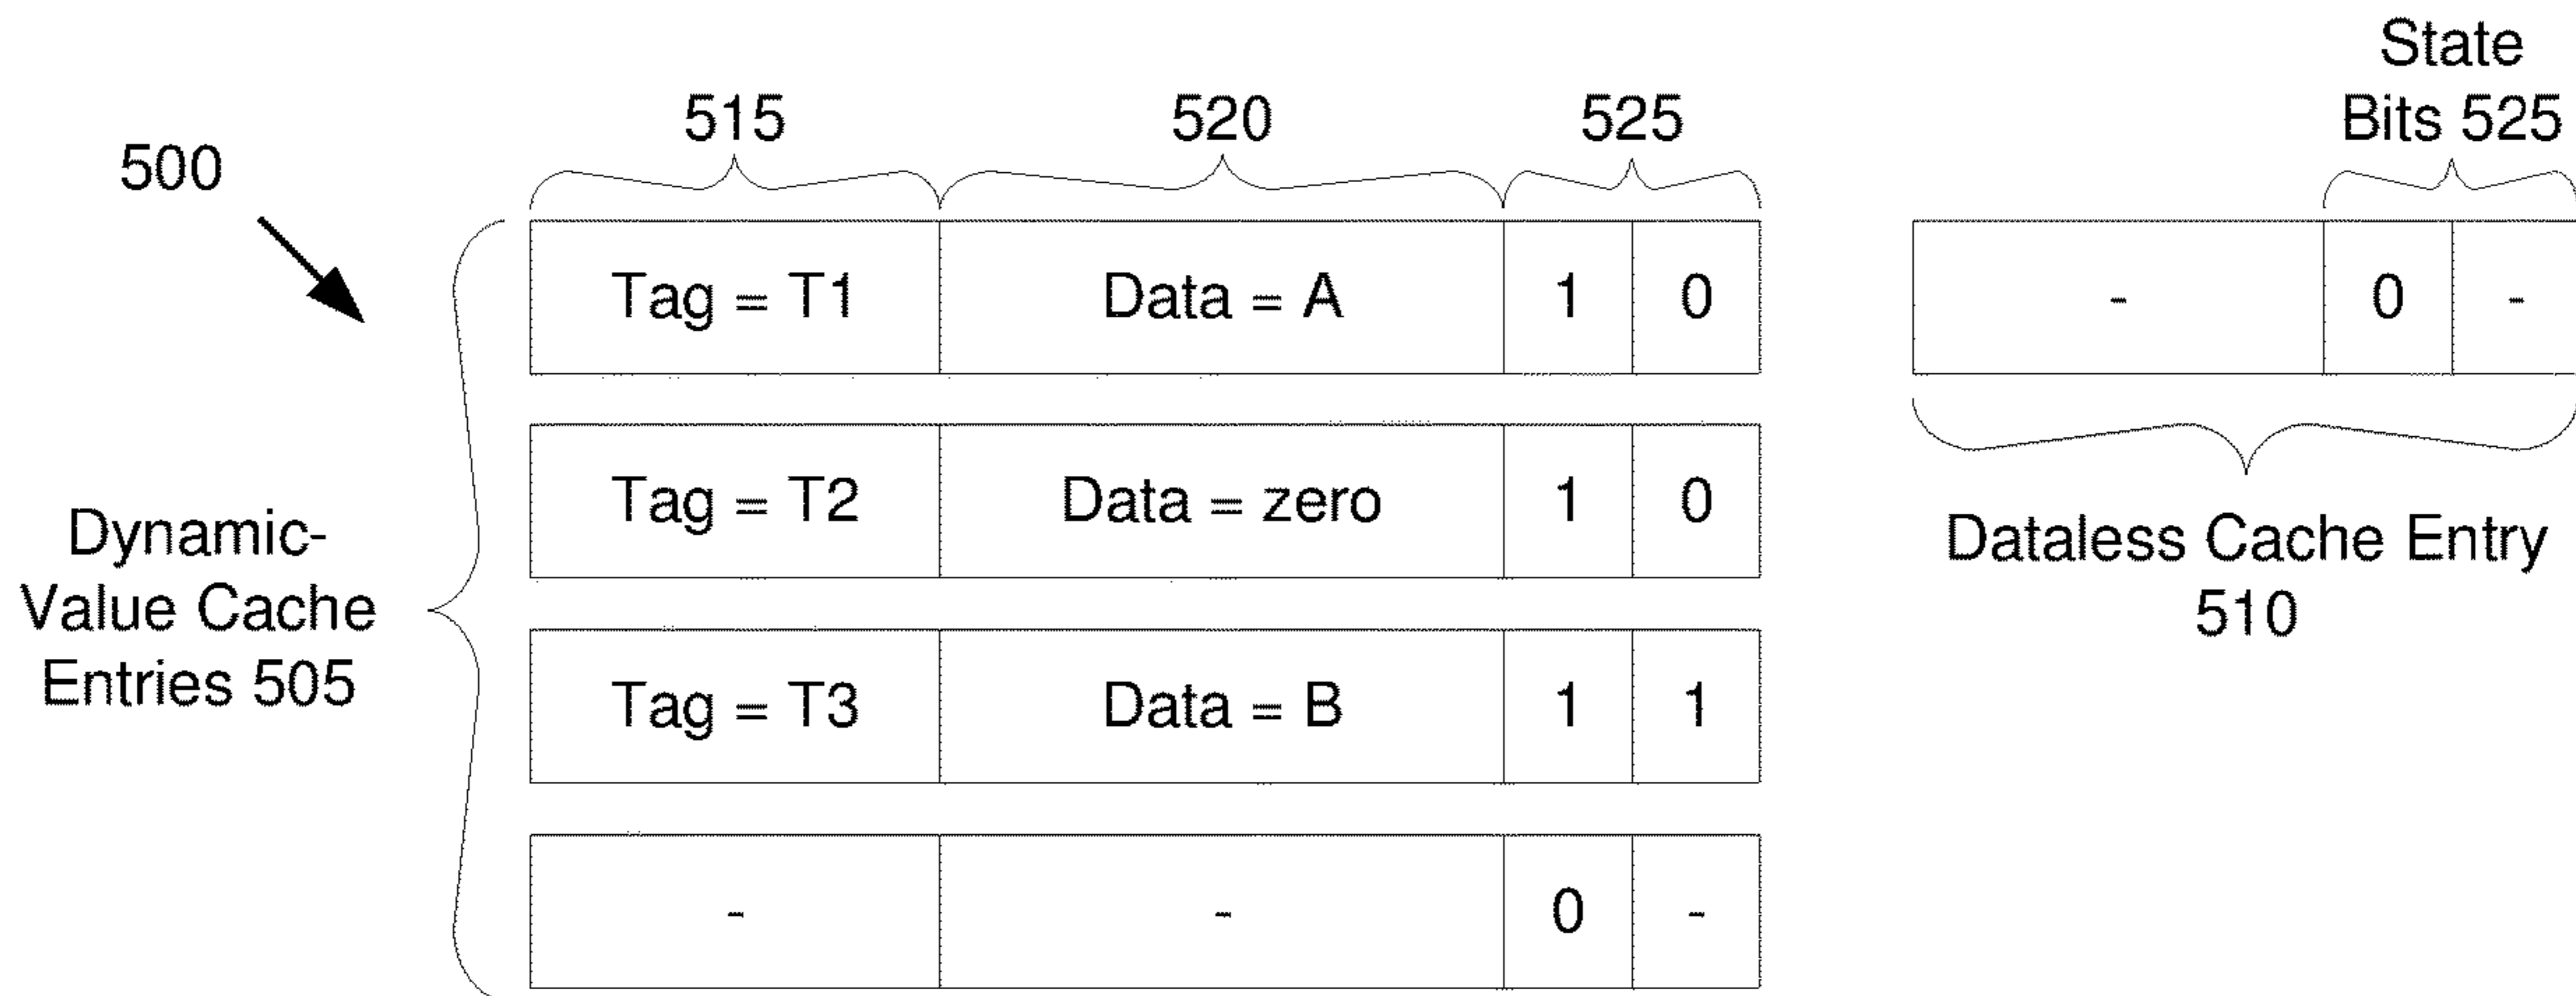 State
Bits 525
500
515
520
525
Tag = T1
Data = A
1
0
-
0
-
Tag = T2
Data = zero
1
0
Dynamic-
Value Cache
Entries 505
Dataless Cache Entry
510
Tag = T3
Data = B
1
1
-
-
0
-